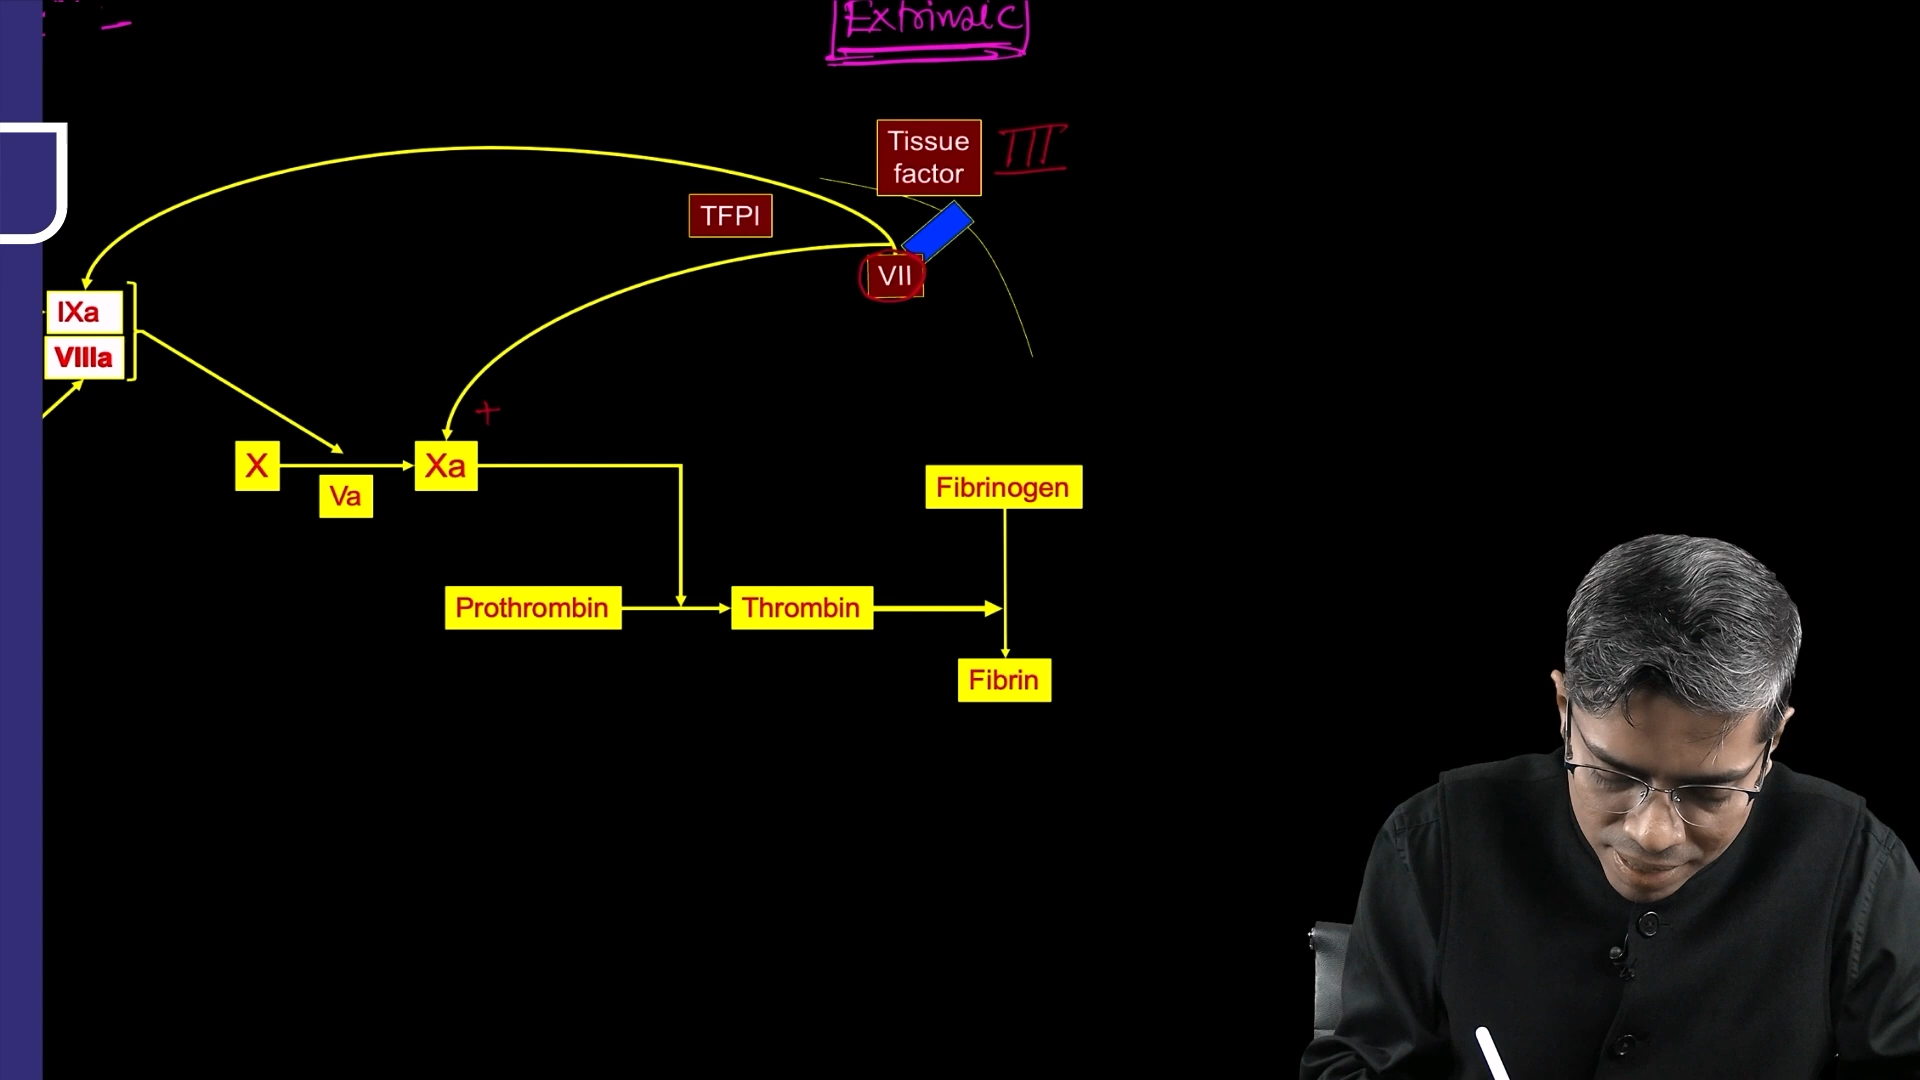 Extrinsic
Tissue
factor
III
TFPI
VII
IXa
VIIIa
+
X
Xa
Va
Fibrinogen
Prothrombin
Thrombin
Fibrin